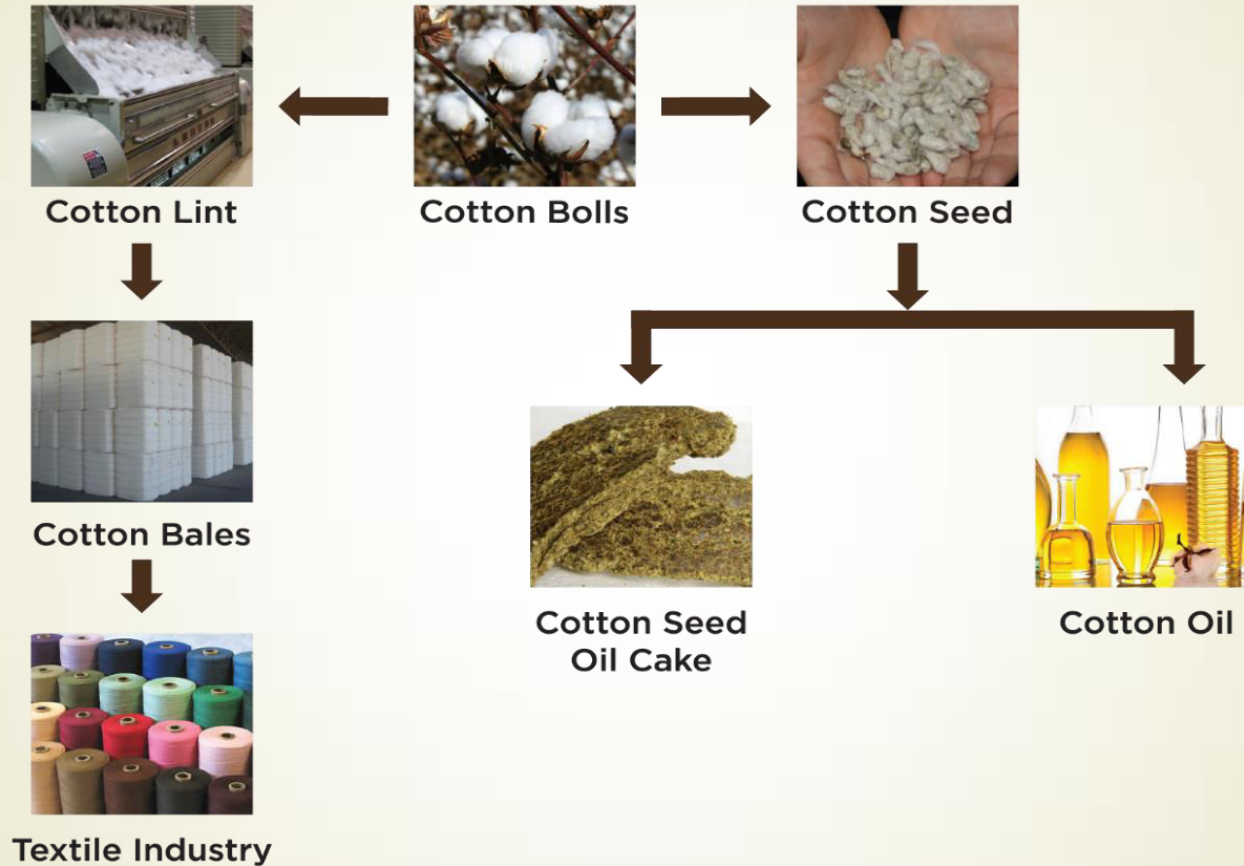 Cotton Lint
Cotton Bolls
Cotton Seed
Cotton Bales
Cotton Seed
Oil Cake
Cotton Oil
Textile Industry